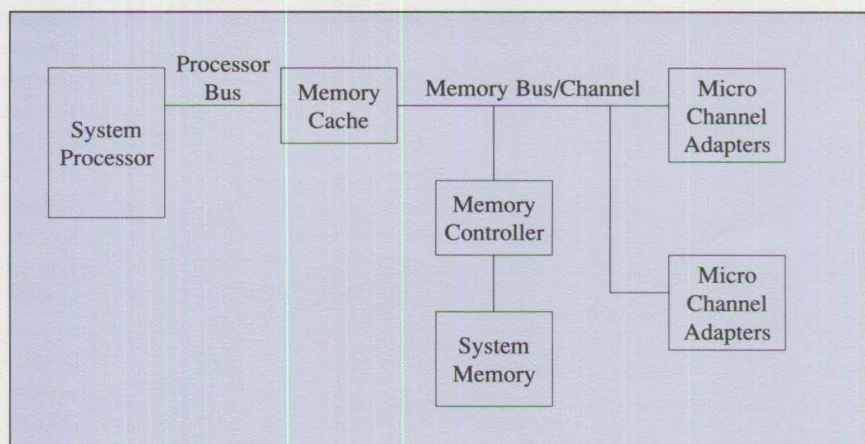 System
Processor
Processor
Bus
Memory
Cache
Memory Bus/Channel
Micro
Channel
Adapters
Memory
Controller
System
Memory
Micro
Channel
Adapters